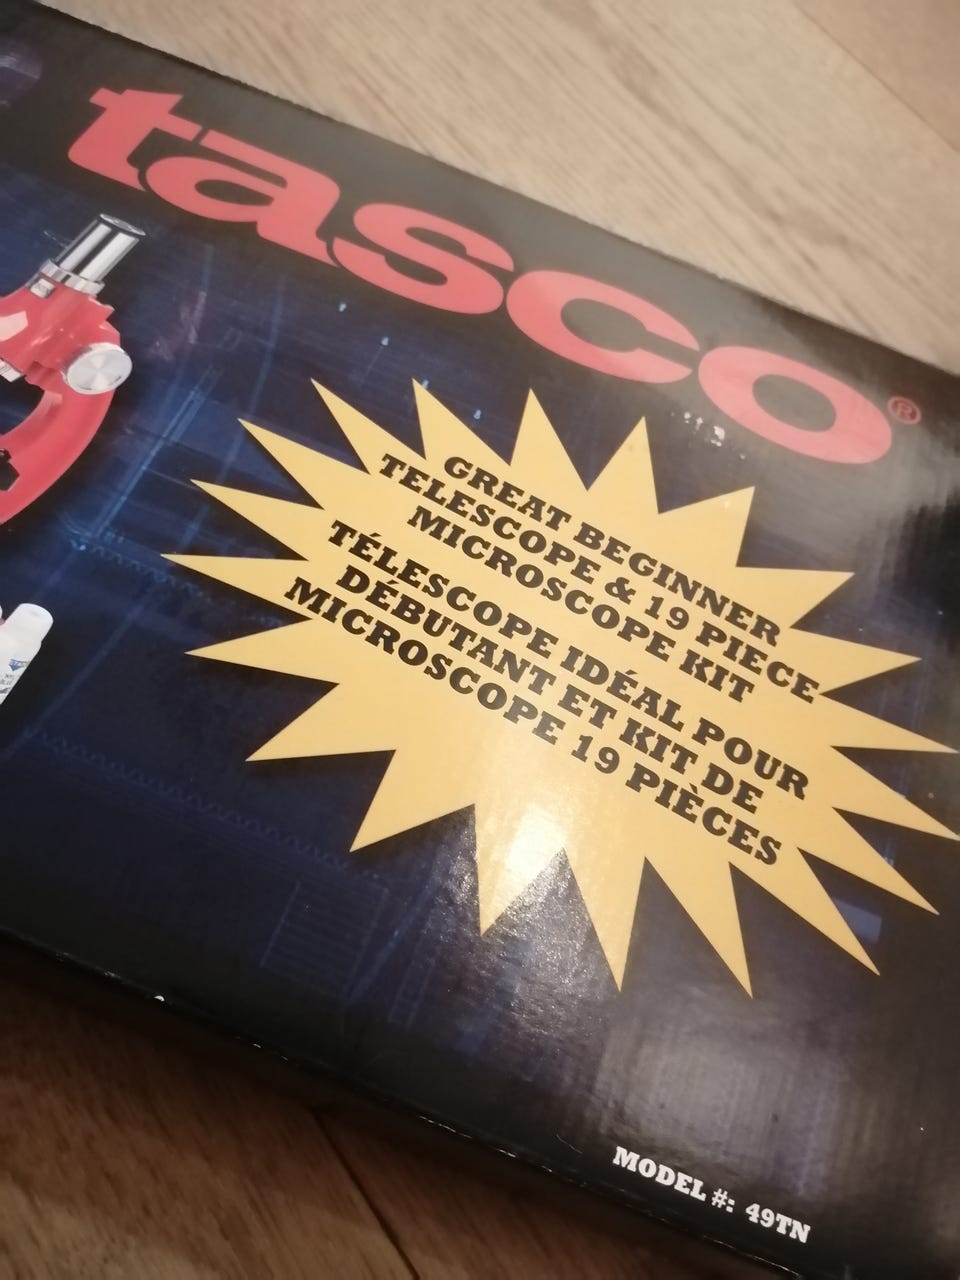 tasco®
GREAT BEGINNER
TELESCOPE & 19 PIECE
MICROSCOPE KIT
TÉLESCOPE IDÉAL POUR
DÉBUTANT ET KIT DE
MICROSCOPE 19 PIÈCES
MODEL #: 49TN